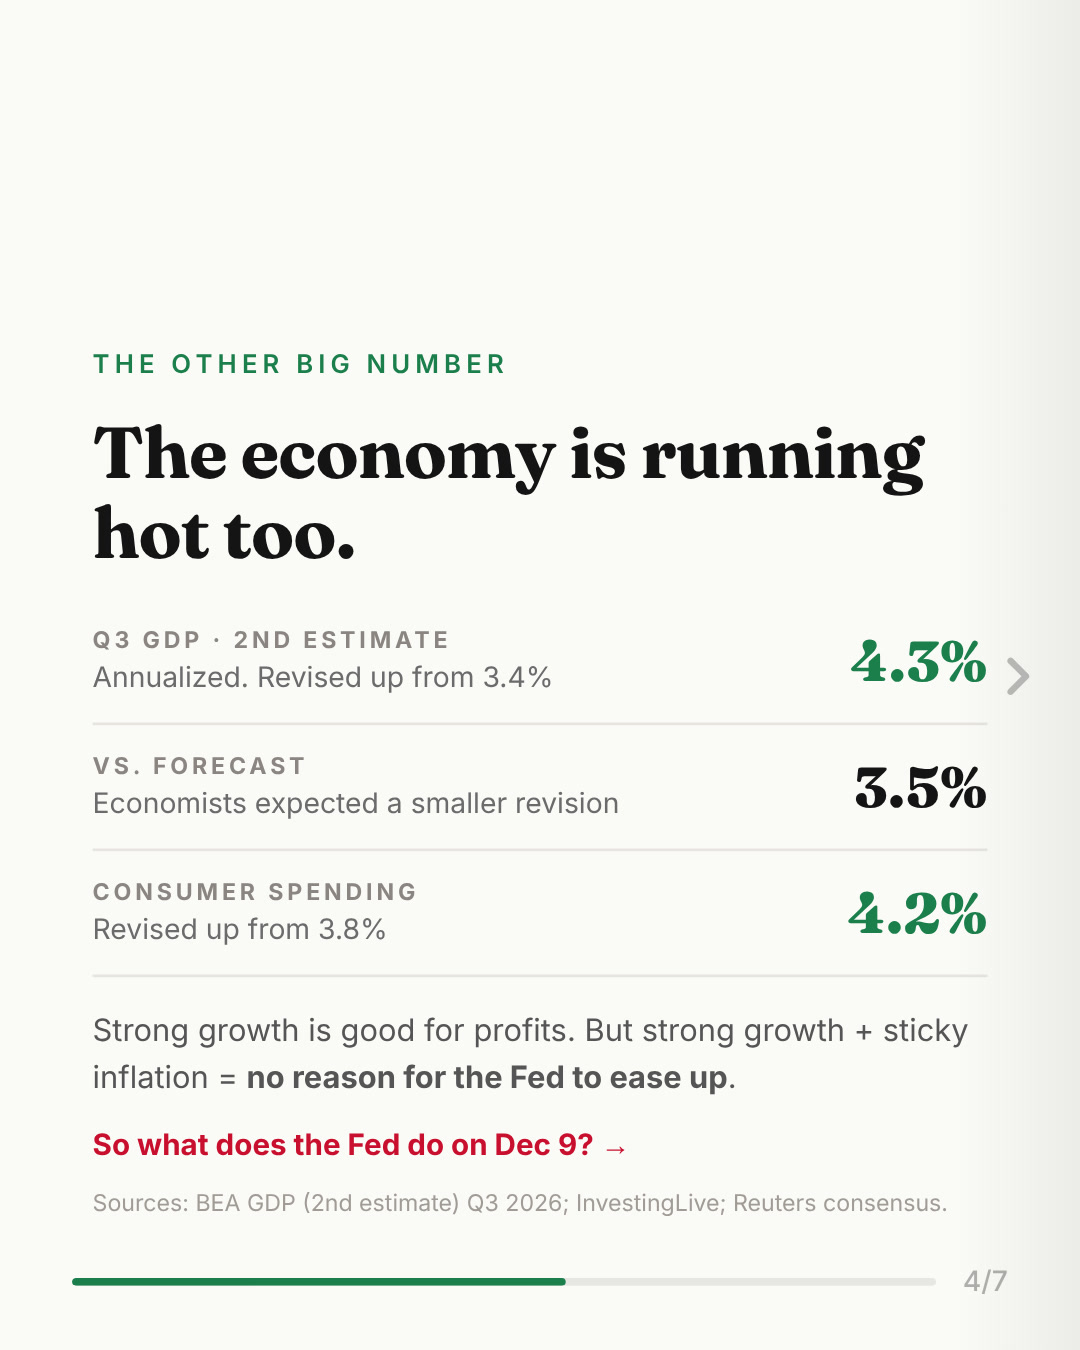 THE OTHER BIG NUMBER
The economy is running
hot too.
Q3 GDP · 2ND ESTIMATE
Annualized. Revised up from 3.4%
4.3%
VS. FORECAST
Economists expected a smaller revision
3.5%
CONSUMER SPENDING
Revised up from 3.8%
4.2%
Strong growth is good for profits. But strong growth + sticky
inflation = no reason for the Fed to ease up.
So what does the Fed do on Dec 9? →
Sources: BEA GDP (2nd estimate) Q3 2026; InvestingLive; Reuters consensus.
4/7